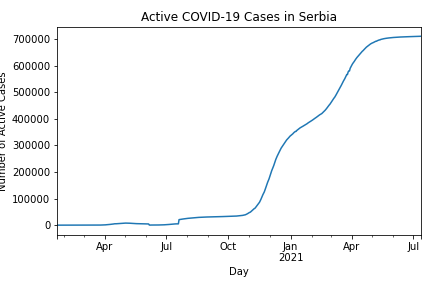 Active COVID-19 Cases in Serbia
Number of Active Cases
700000
600000
500000
400000
300000
200000
100000
0
Apr
Jul
Oct
Jan
2021
Apr
Jul
Day